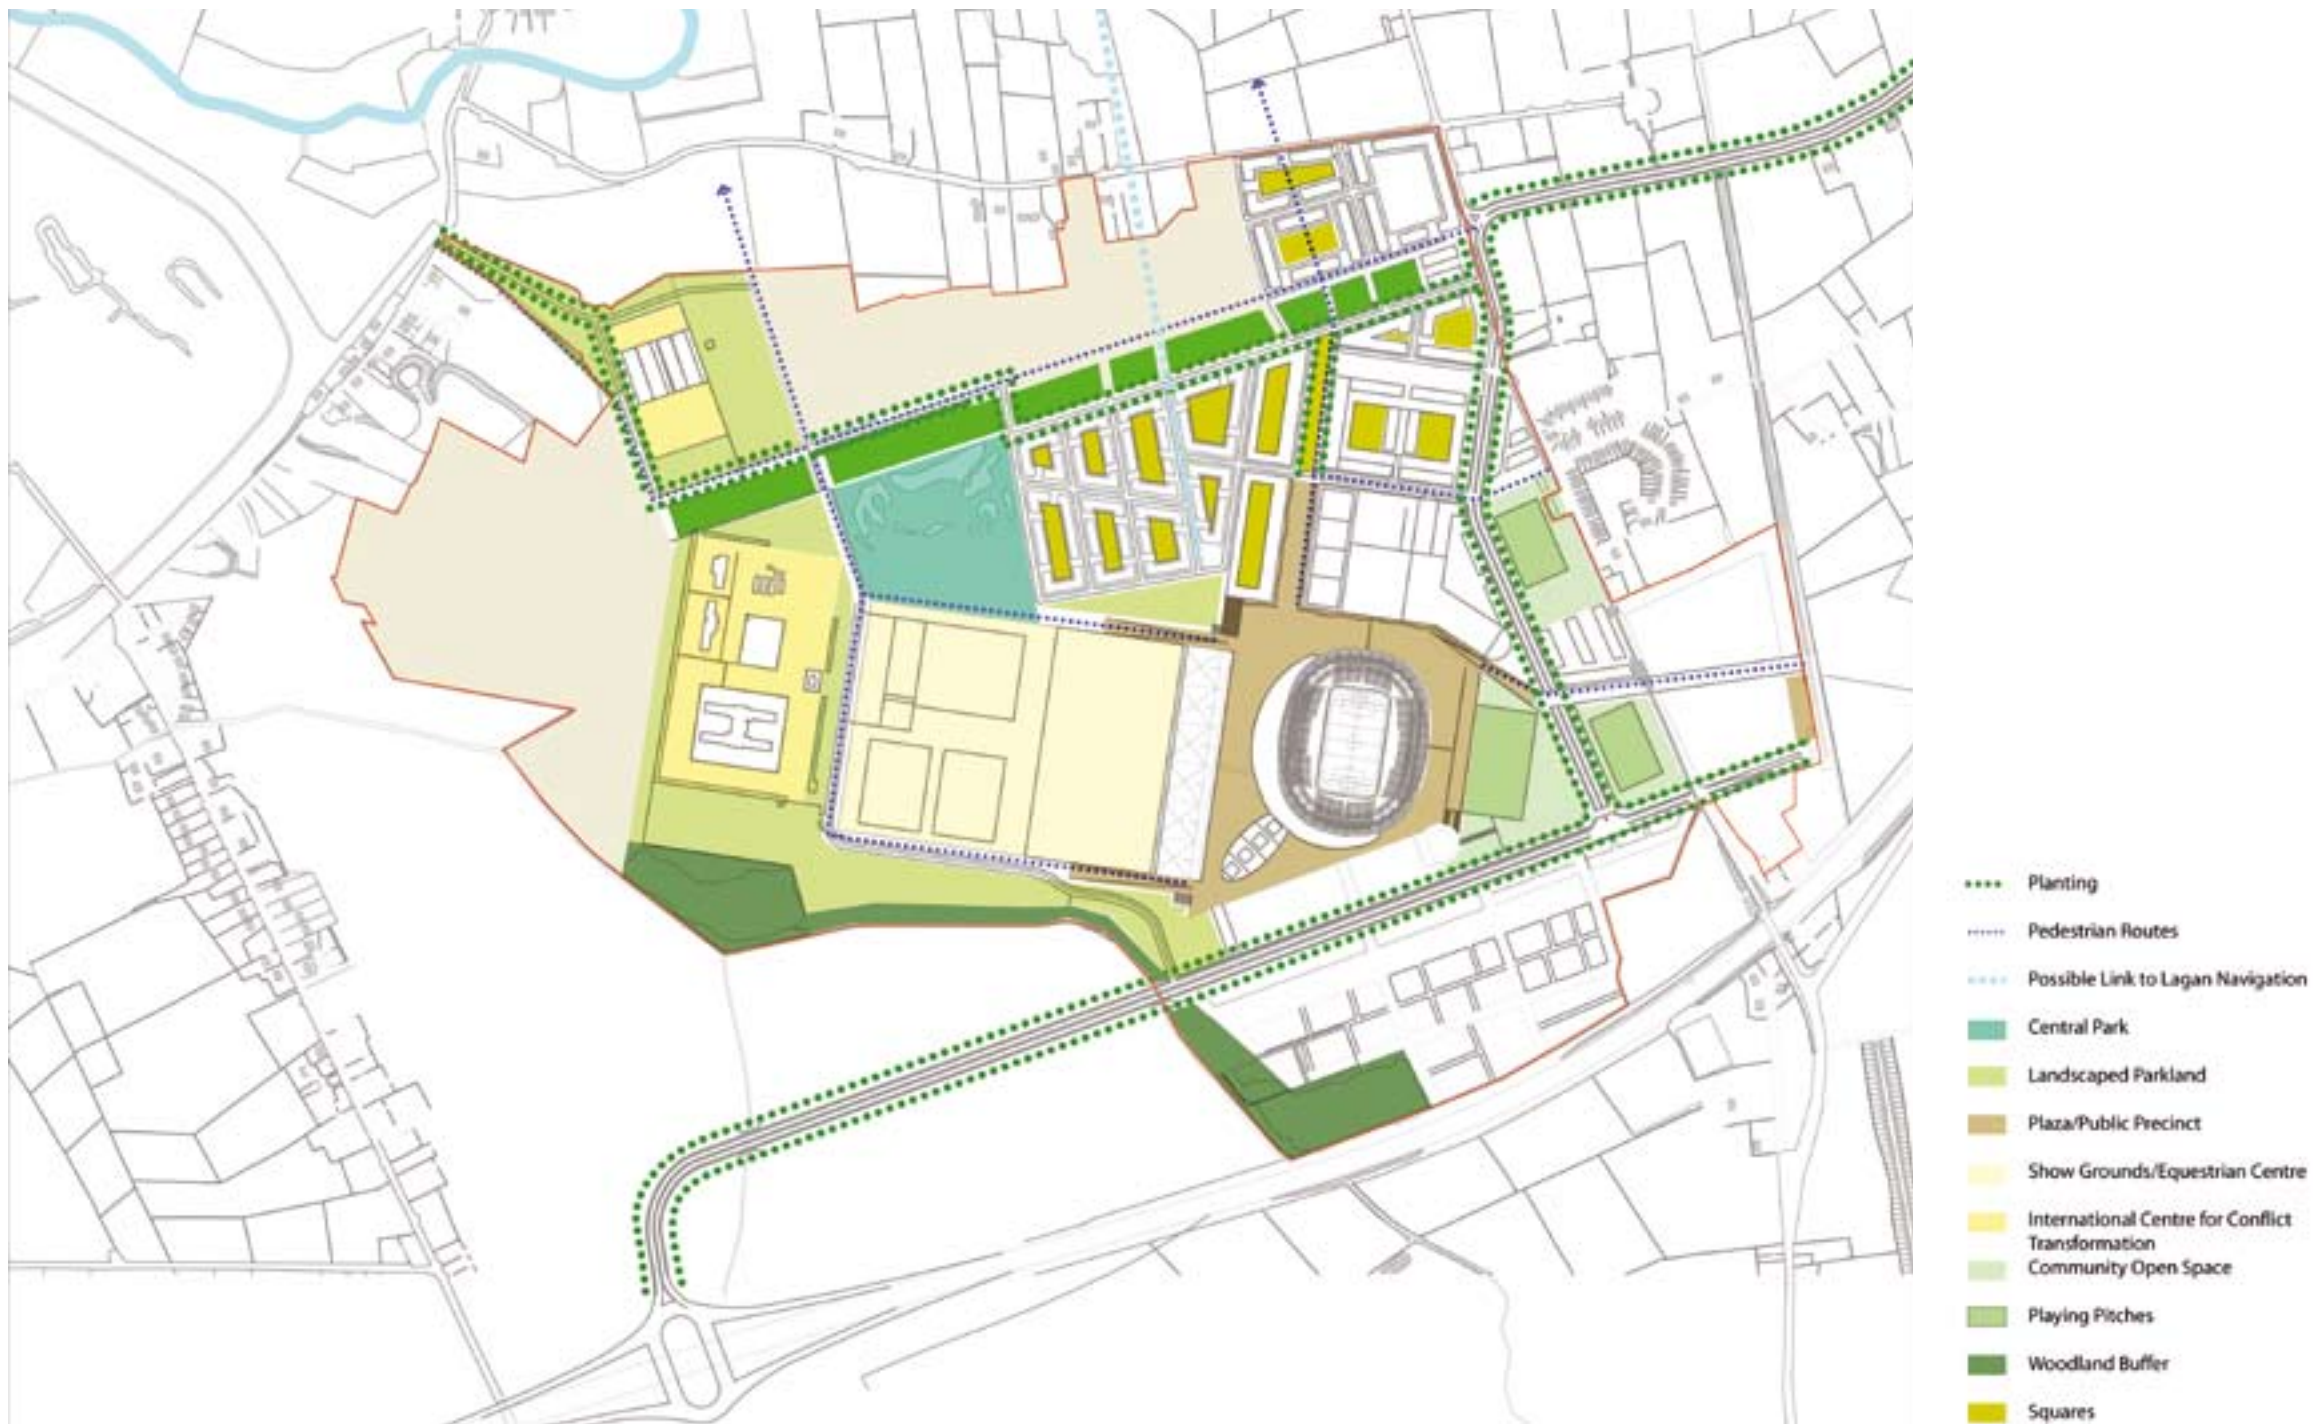 Planting
Pedestrian Routes
Possible Link to Lagan Navigation
Central Park
Landscaped Parkland
Plaza/Public Precinct
Show Grounds/Equestrian Centre
International Centre for Conflict
Transformation
Community Open Space
Playing Pitches
Woodland Buffer
Squares